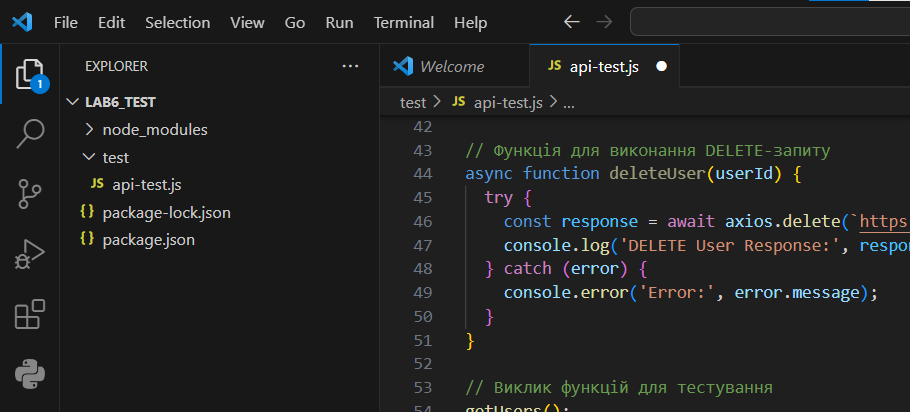 File Edit Selection View Go Run Terminal Help
EXPLORER ...
Welcome
JS api-test.js
1
LAB6_TEST
test > JS api-test.js > ...
node_modules
test
JS api-test.js
{} package-lock.json
{} package.json
42
43 // Функція для виконання DELETE-запиту
44 async function deleteUser(userId) {
45 try {
46 const response = await axios.delete(`https
47 console.log('DELETE User Response:', respon
48 } catch (error) {
49 console.error('Error:', error.message);
50 }
51 }
52
53 // Виклик функцій для тестування
54 getUsers();